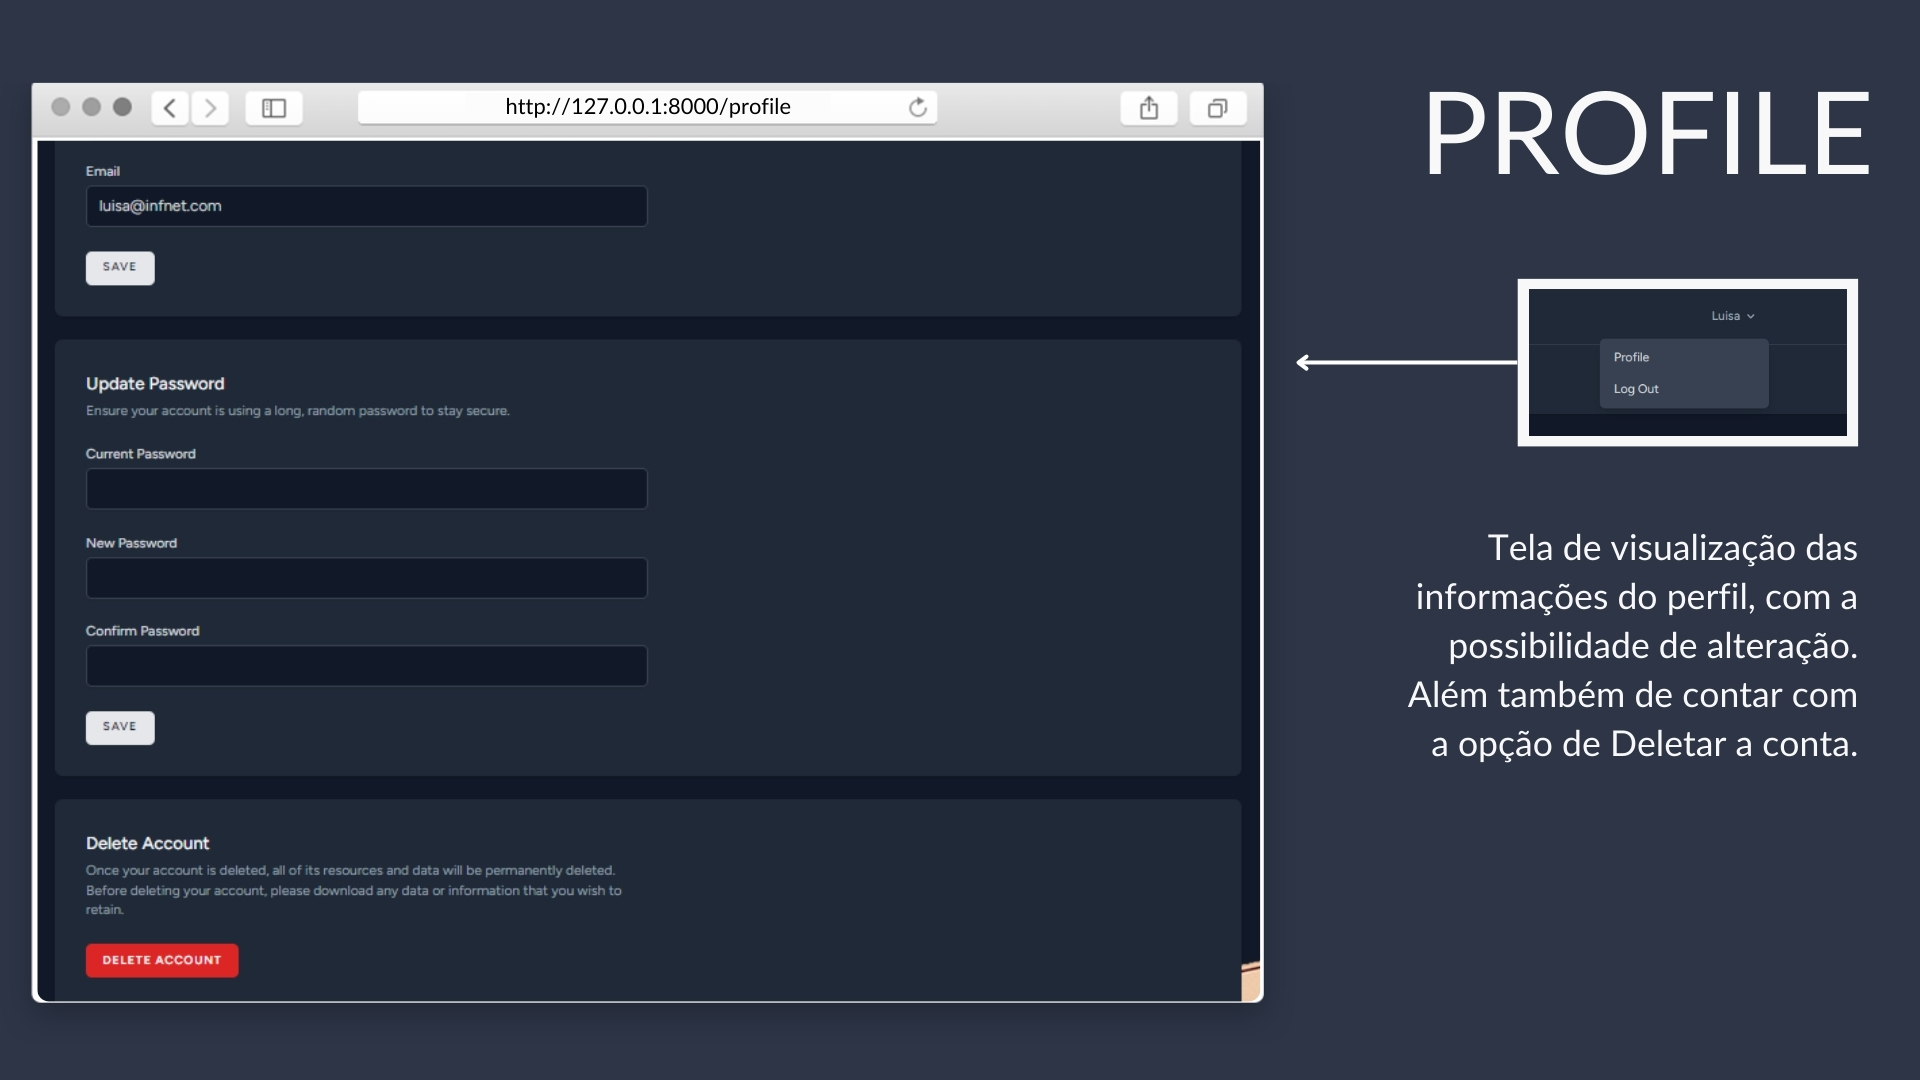 http://127.0.0.1:8000/profile
Email
luisa@infnet.com
SAVE
Update Password
Ensure your account is using a long, random password to stay secure.
Current Password
New Password
Confirm Password
SAVE
Delete Account
Once your account is deleted, all of its resources and data will be permanently deleted.
Before deleting your account, please download any data or information that you wish to
retain.
DELETE ACCOUNT
PROFILE
Luisa
Profile
Log Out
Tela de visualização das
informações do perfil, com a
possibilidade de alteração.
Além também de contar com
a opção de Deletar a conta.